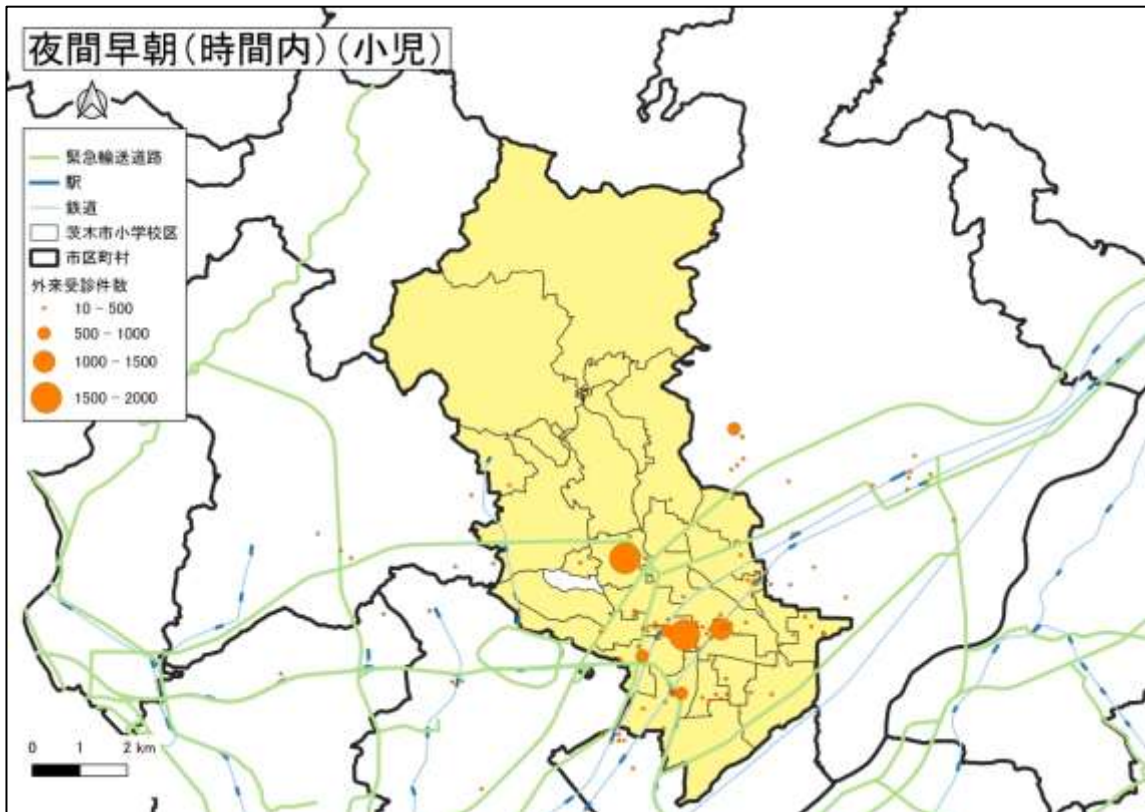 夜間早朝(時間内)(小児)
緊急輸送道路
駅
鉄道
茨木市小学校区
市区町村
外来受診件数
10 - 500
500 - 1000
1000 - 1500
1500 - 2000
0 1 2 km